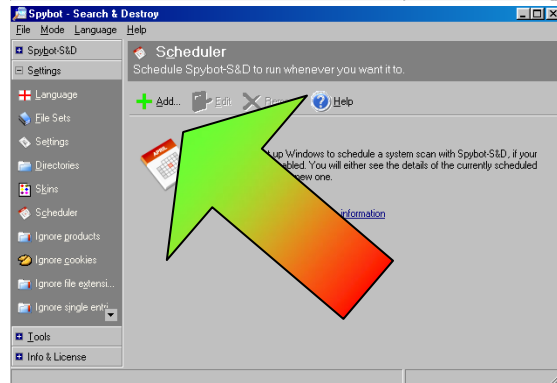 Spybot - Search & Destroy
File Mode Language Help
Spybot-S&D
Settings
Language
File Sets
Settings
Directories
Skins
Scheduler
Ignore products
Ignore cookies
Ignore file extensi...
Ignore single entri...
Tools
Info & License
Scheduler
Schedule Spybot-S&D to run whenever you want it to.
Add... Edit Help
APRIL
up Windows to schedule a system scan with Spybot-S&D, if your
You will either see the details of the currently scheduled
new one.
information